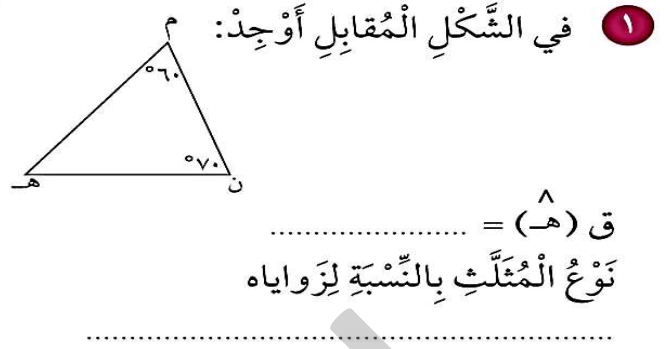 ١ في الشَّكْلِ الْمُقابِلِ أَوْجِدْ:
م
٦٠°
٧٠°
هـ ن
ق (هـ^) = ......................
نَوْعُ الْمُثَلَّثِ بِالنِّسْبَةِ لِزَواياه
............................................................